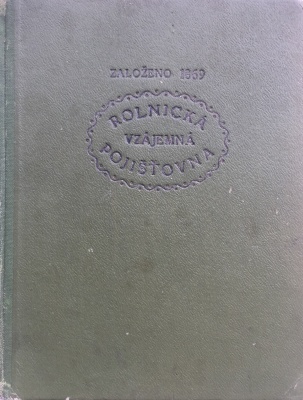 ZALOŽENO 1869
ROLNICKÁ
VZÁJEMNÁ
POJIŠŤOVNA